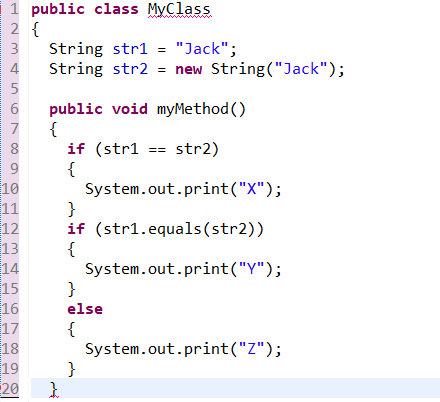 1 public class MyClass
2 {
3   String str1 = "Jack";
4   String str2 = new String("Jack");
5
6   public void myMethod()
7   {
8     if (str1 == str2)
9     {
10       System.out.print("X");
11     }
12     if (str1.equals(str2))
13     {
14       System.out.print("Y");
15     }
16     else
17     {
18       System.out.print("Z");
19     }
20   }